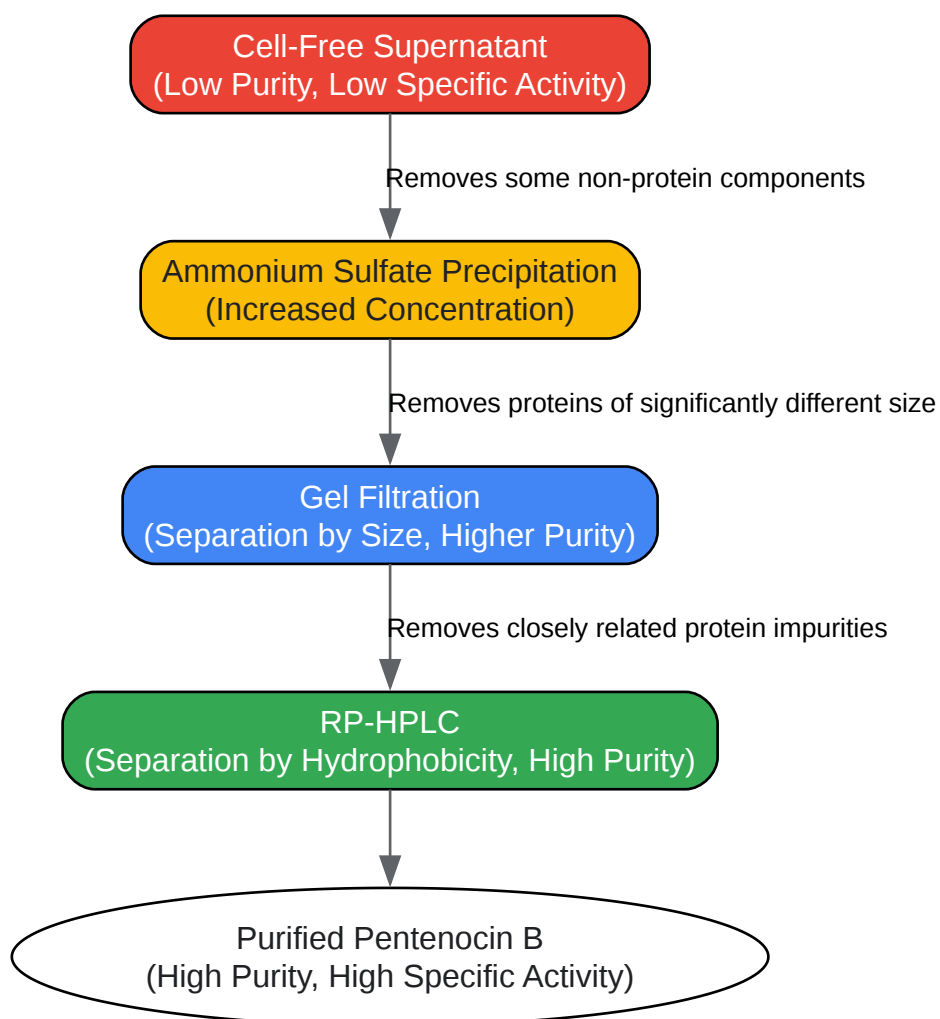 Cell-Free Supernatant
(Low Purity, Low Specific Activity)
Removes some non-protein components
Ammonium Sulfate Precipitation
(Increased Concentration)
Removes proteins of significantly different size
Gel Filtration
(Separation by Size, Higher Purity)
Removes closely related protein impurities
RP-HPLC
(Separation by Hydrophobicity, High Purity)
Purified Pentenocin B
(High Purity, High Specific Activity)